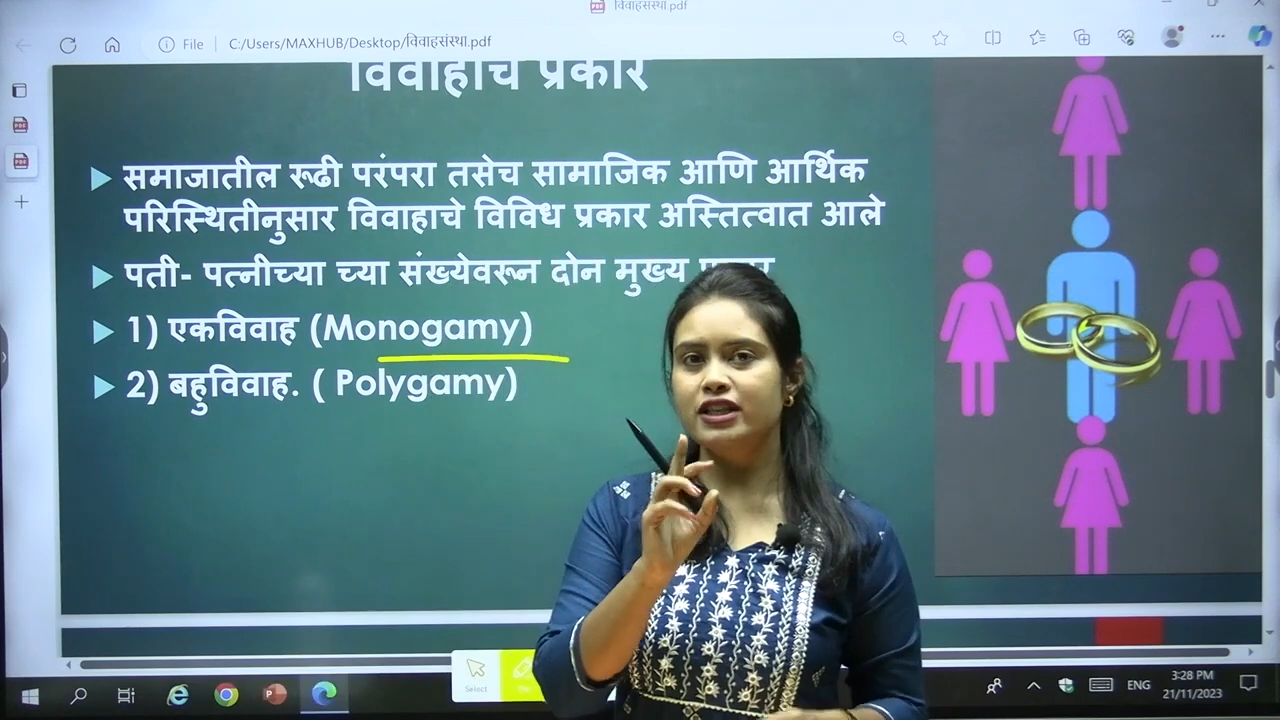 विवाहसंस्था.pdf
File
C:/Users/MAXHUB/Desktop/विवाहसंस्था.pdf
विवाहाचे प्रकार
समाजातील रूढी परंपरा तसेच सामाजिक आणि आर्थिक
परिस्थितीनुसार विवाहाचे विविध प्रकार अस्तित्वात आले
पती- पत्नीच्या च्या संख्येवरून दोन मुख्य
1) एकविवाह (Monogamy)
2) बहुविवाह. ( Polygamy)
Select
ENG
3:28 PM
21/11/2023